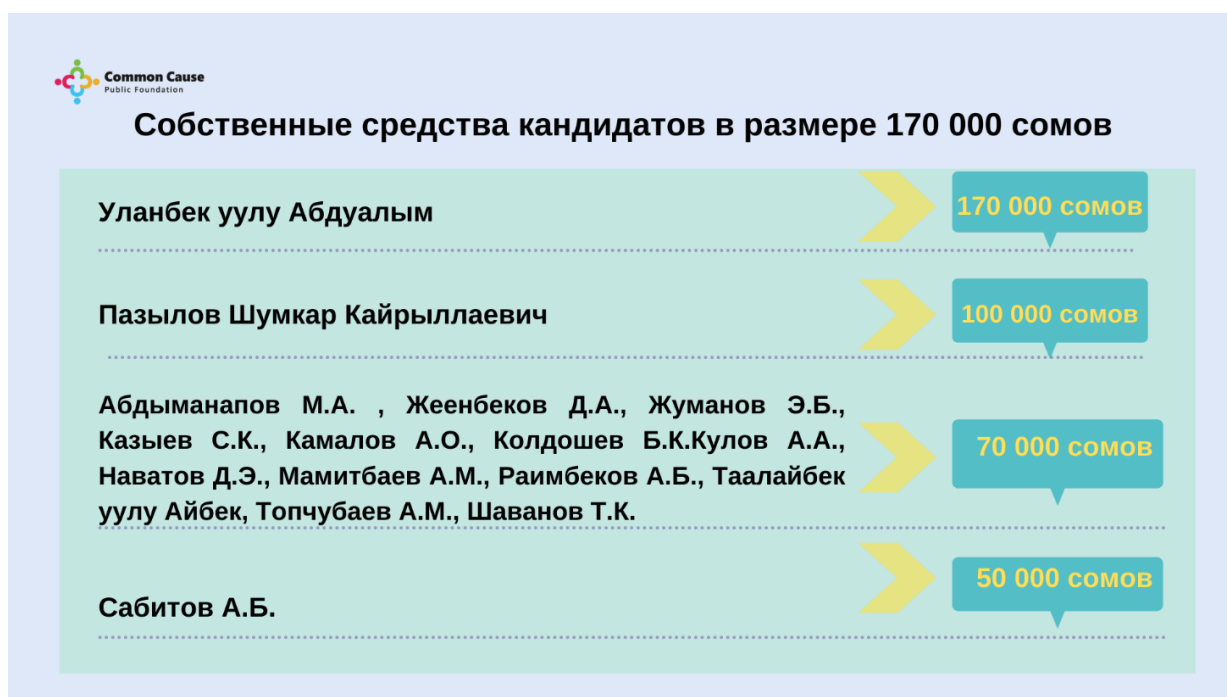 Common Cause
Public Foundation
Собственные средства кандидатов в размере 170 000 сомов
Уланбек уулу Абдуалым
170 000 сомов
Пазылов Шумкар Кайрыллаевич
100 000 сомов
Абдыманапов М.А. , Жеенбеков Д.А., Жуманов Э.Б.,
Казыев С.К., Камалов А.О., Колдошев Б.К.Кулов А.А.,
Наватов Д.Э., Мамитбаев А.М., Раимбеков А.Б., Таалайбек
уулу Айбек, Топчубаев А.М., Шаванов Т.К.
70 000 сомов
Сабитов А.Б.
50 000 сомов